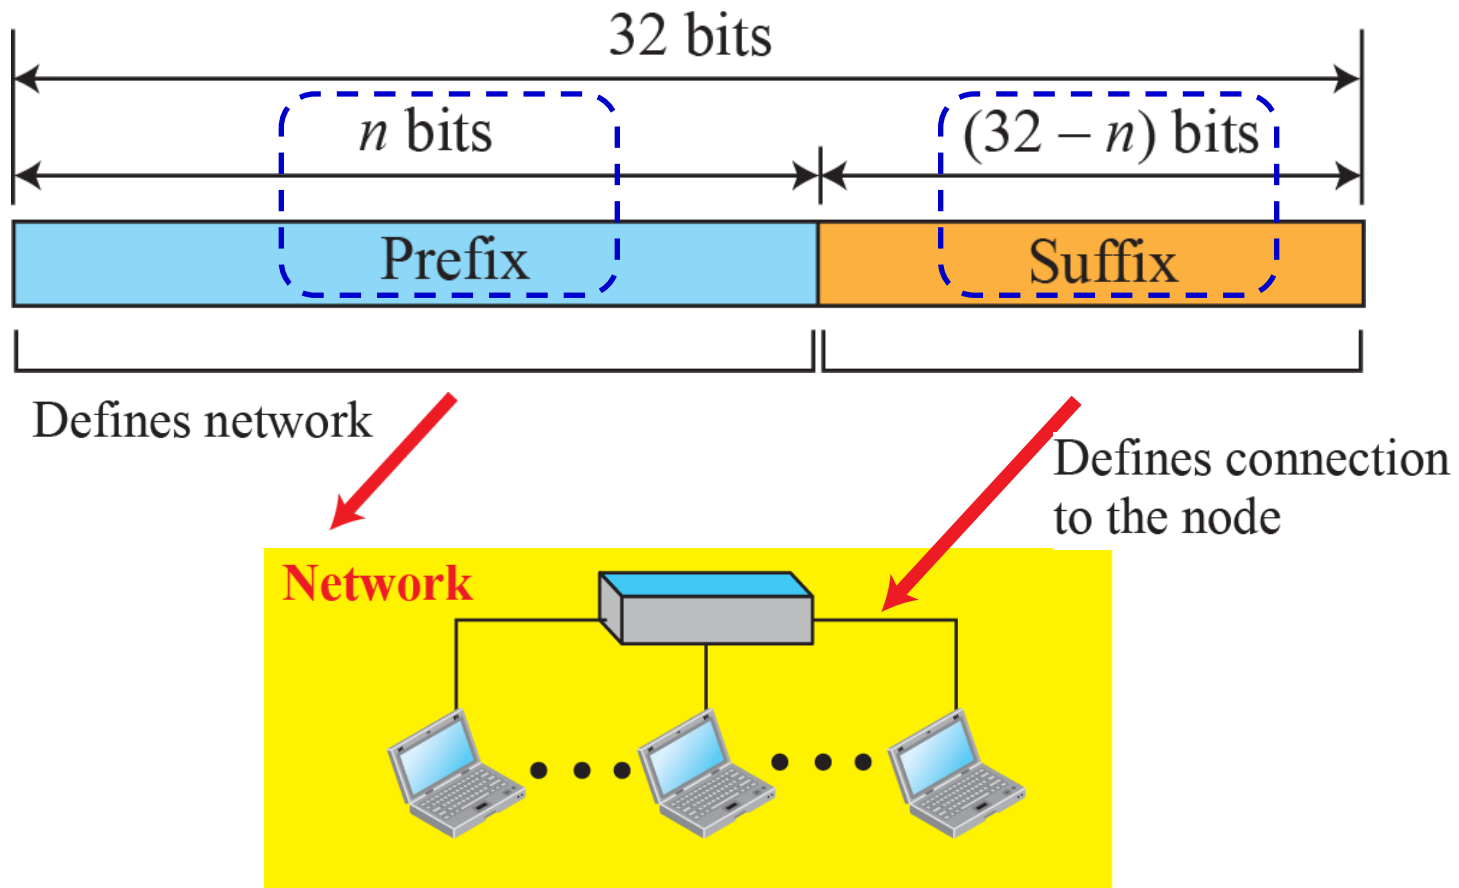 32 bits
n bits
(32 – n) bits
Prefix
Suffix
Defines network
Defines connection
to the node
Network